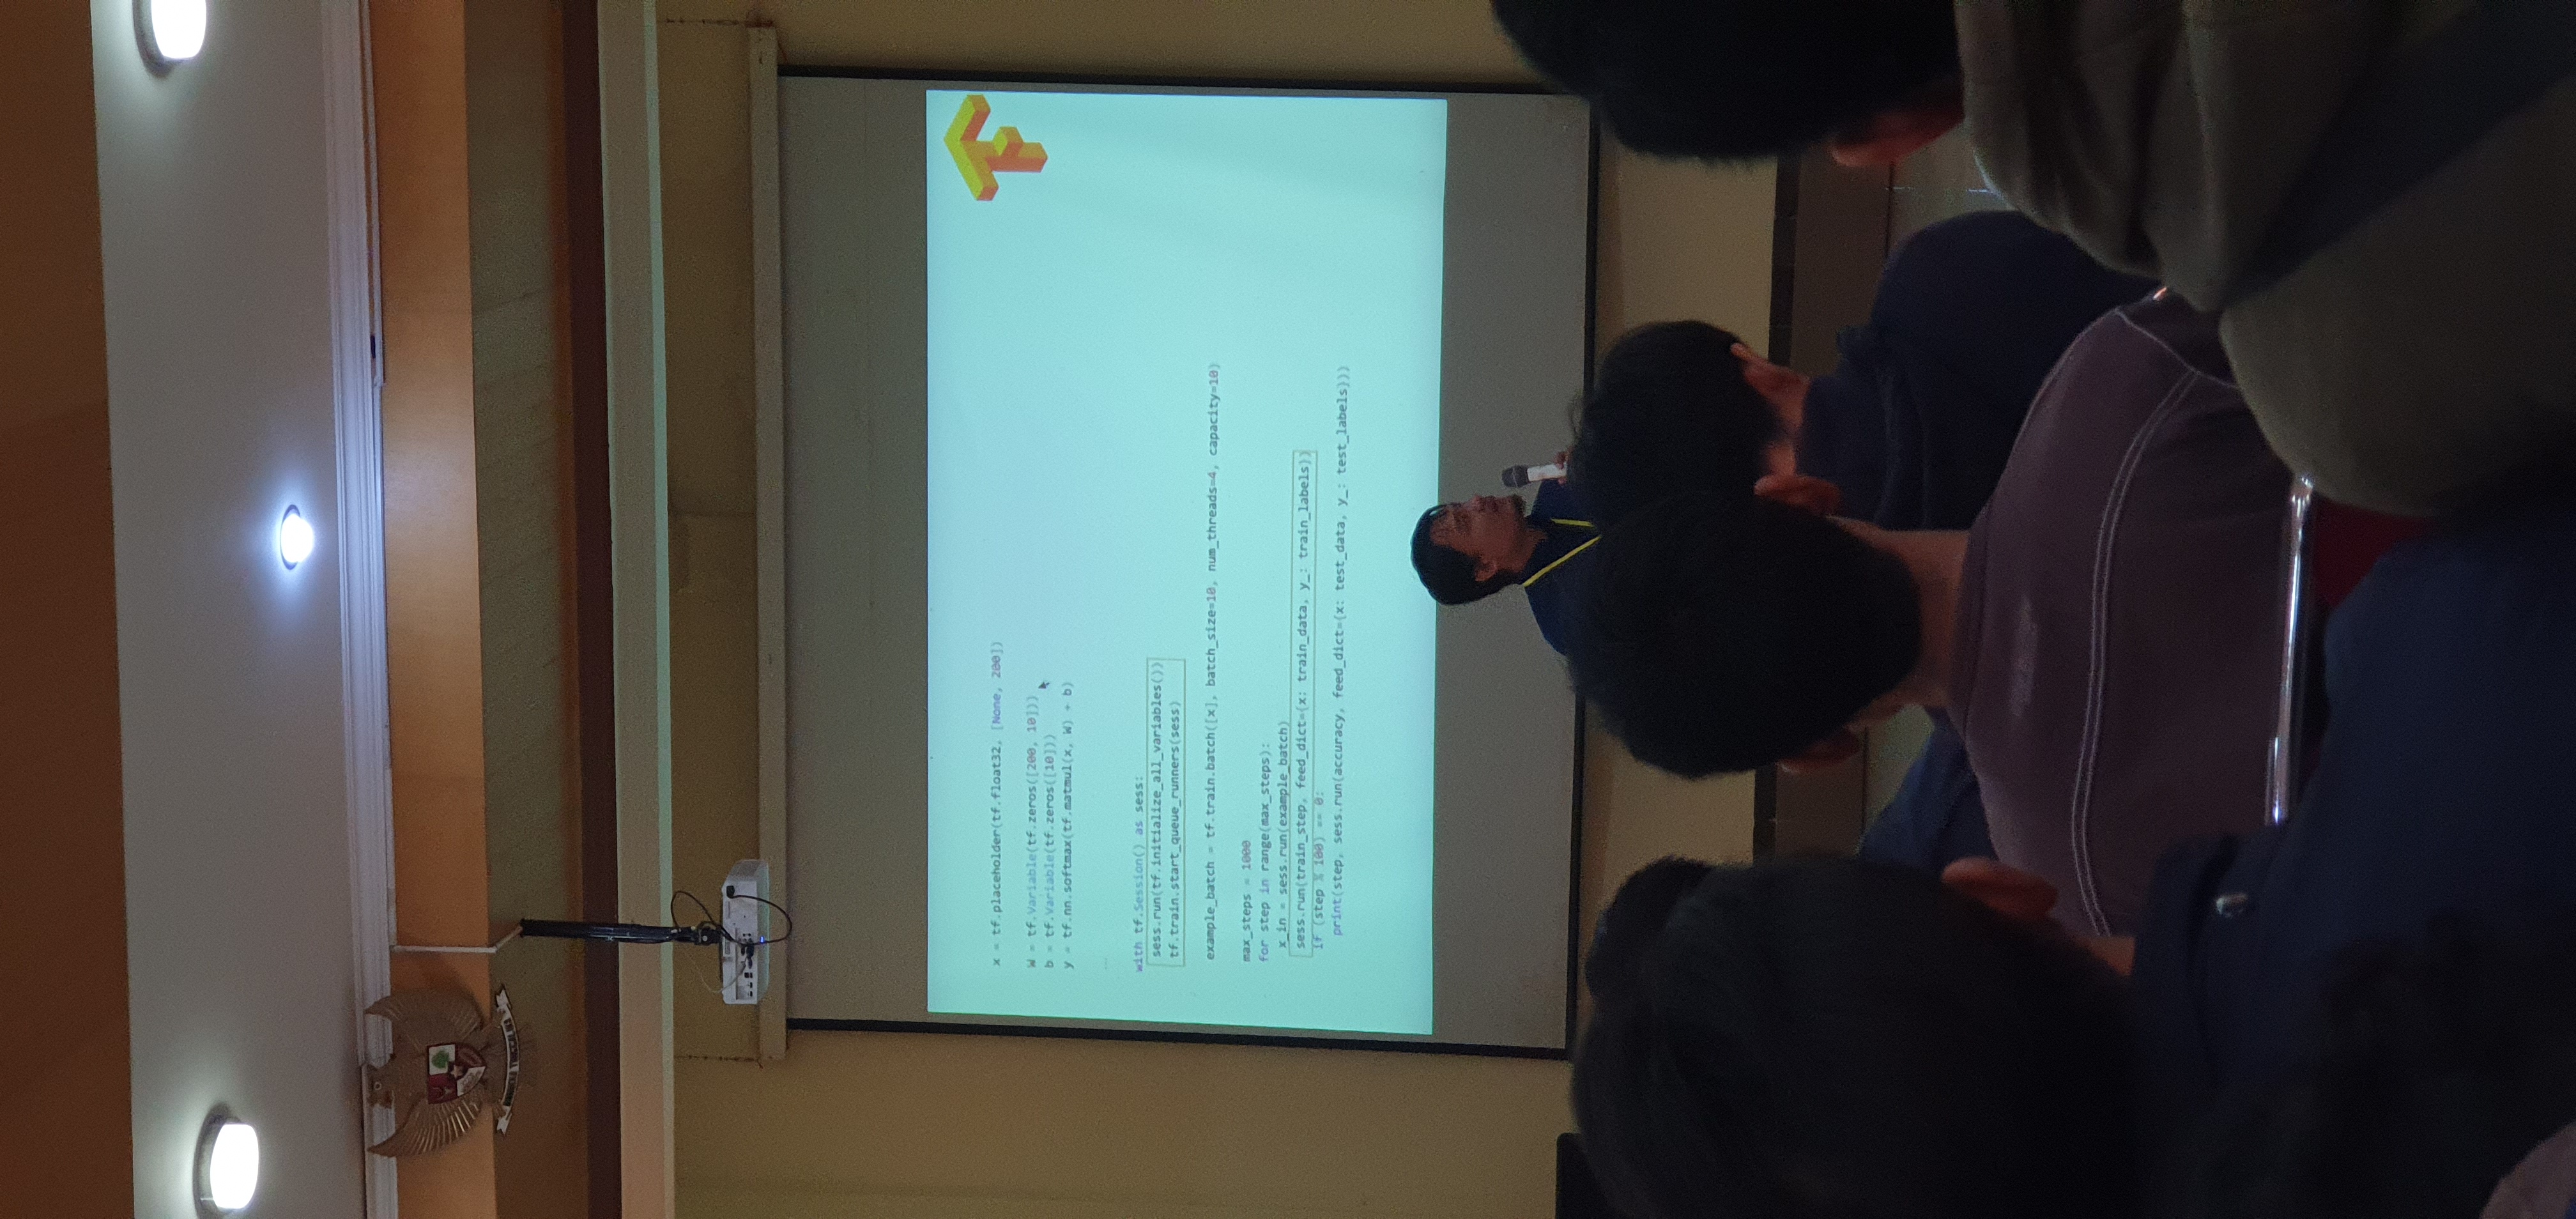 x = tf.placeholder(tf.float32, [None, 200])
W = tf.Variable(tf.zeros([200, 10]))
b = tf.Variable(tf.zeros([10]))
y = tf.nn.softmax(tf.matmul(x, W) + b)
...
with tf.Session() as sess:
sess.run(tf.initialize_all_variables())
tf.train.start_queue_runners(sess)
example_batch = tf.train.batch([x], batch_size=10, num_threads=4, capacity=10)
max_steps = 1000
for step in range(max_steps):
x_in = sess.run(example_batch)
sess.run(train_step, feed_dict={x: train_data, y_: train_labels})
if (step % 100) == 0:
print(step, sess.run(accuracy, feed_dict={x: test_data, y_: test_labels}))